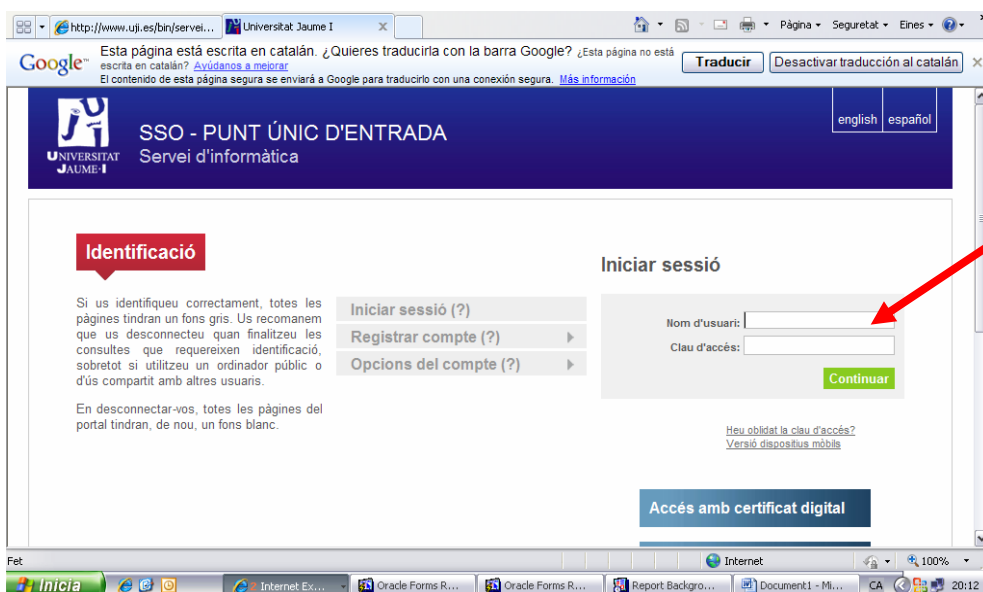 http://www.uji.es/bin/servei...
Universitat Jaume I
Pàgina
Seguretat
Eines
Google™
Esta página está escrita en catalán. ¿Quieres traducirla con la barra Google? ¿Esta página no está
escrita en catalán? Ayúdanos a mejorar
El contenido de esta página segura se enviará a Google para traducirlo con una conexión segura. Más información
Traducir
Desactivar traducción al catalán
UNIVERSITAT
JAUME·I
SSO - PUNT ÚNIC D'ENTRADA
Servei d'informàtica
english
español
Identificació
Si us identifiqueu correctament, totes les
pàgines tindran un fons gris. Us recomanem
que us desconnecteu quan finalitzeu les
consultes que requereixen identificació,
sobretot si utilitzeu un ordinador públic o
d'ús compartit amb altres usuaris.
En desconnectar-vos, totes les pàgines del
portal tindran, de nou, un fons blanc.
Iniciar sessió (?)
Registrar compte (?)
Opcions del compte (?)
Iniciar sessió
Nom d'usuari:
Clau d'accés:
Continuar
Heu oblidat la clau d'accés?
Versió dispositius mòbils
Accés amb certificat digital
Fet
Internet
100%
Inicia
Internet Ex...
Oracle Forms R...
Oracle Forms R...
Report Backgro...
Document1 - Mi...
CA
20:12